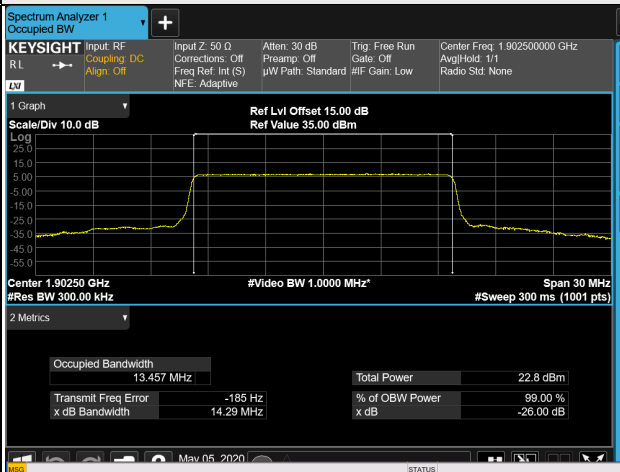 Spectrum Analyzer 1
Occupied BW
+
KEYSIGHT
RL
LXI
Input: RF
Coupling: DC
Align: Off
Input Z: 50 Ω
Corrections: Off
Freq Ref: Int (S)
NFE: Adaptive
Atten: 30 dB
Preamp: Off
µW Path: Standard
Trig: Free Run
Gate: Off
#IF Gain: Low
Center Freq: 1.902500000 GHz
Avg|Hold: 1/1
Radio Std: None
1 Graph
Scale/Div 10.0 dB
Ref Lvl Offset 15.00 dB
Ref Value 35.00 dBm
Log
25.0
15.0
5.00
-5.00
-15.0
-25.0
-35.0
-45.0
-55.0
Center 1.90250 GHz
#Res BW 300.00 kHz
#Video BW 1.0000 MHz*
Span 30 MHz
#Sweep 300 ms (1001 pts)
2 Metrics
Occupied Bandwidth
13.457 MHz
Transmit Freq Error -185 Hz
x dB Bandwidth 14.29 MHz
Total Power 22.8 dBm
% of OBW Power 99.00 %
x dB -26.00 dB
May 05, 2020
MSG
STATUS